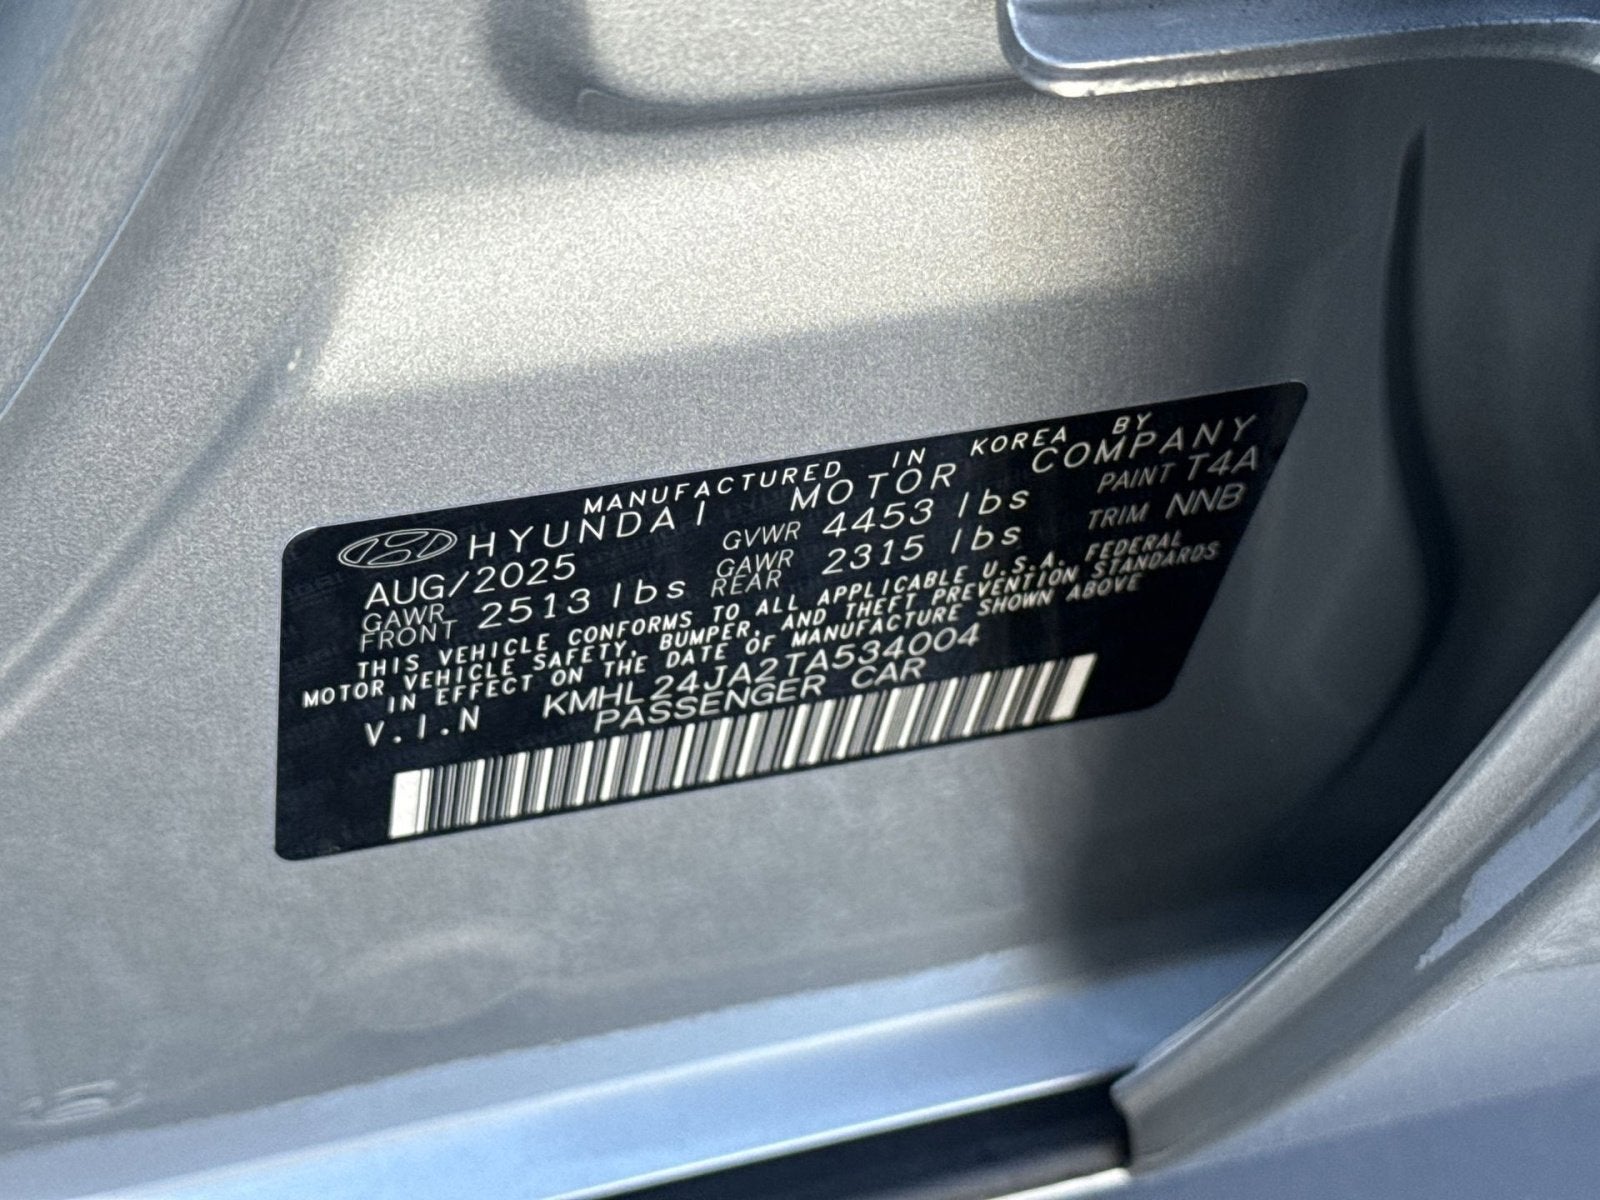 MANUFACTURED IN KOREA BY
HYUNDAI MOTOR COMPANY
AUG/2025 GVWR 4453 lbs PAINT T4A
GAWR FRONT 2513 lbs GAWR REAR 2315 lbs TRIM NNB
THIS VEHICLE CONFORMS TO ALL APPLICABLE U.S.A. FEDERAL
MOTOR VEHICLE SAFETY, BUMPER, AND THEFT PREVENTION STANDARDS
IN EFFECT ON THE DATE OF MANUFACTURE SHOWN ABOVE
V.I.N KMHL24JA2TA534004
PASSENGER CAR